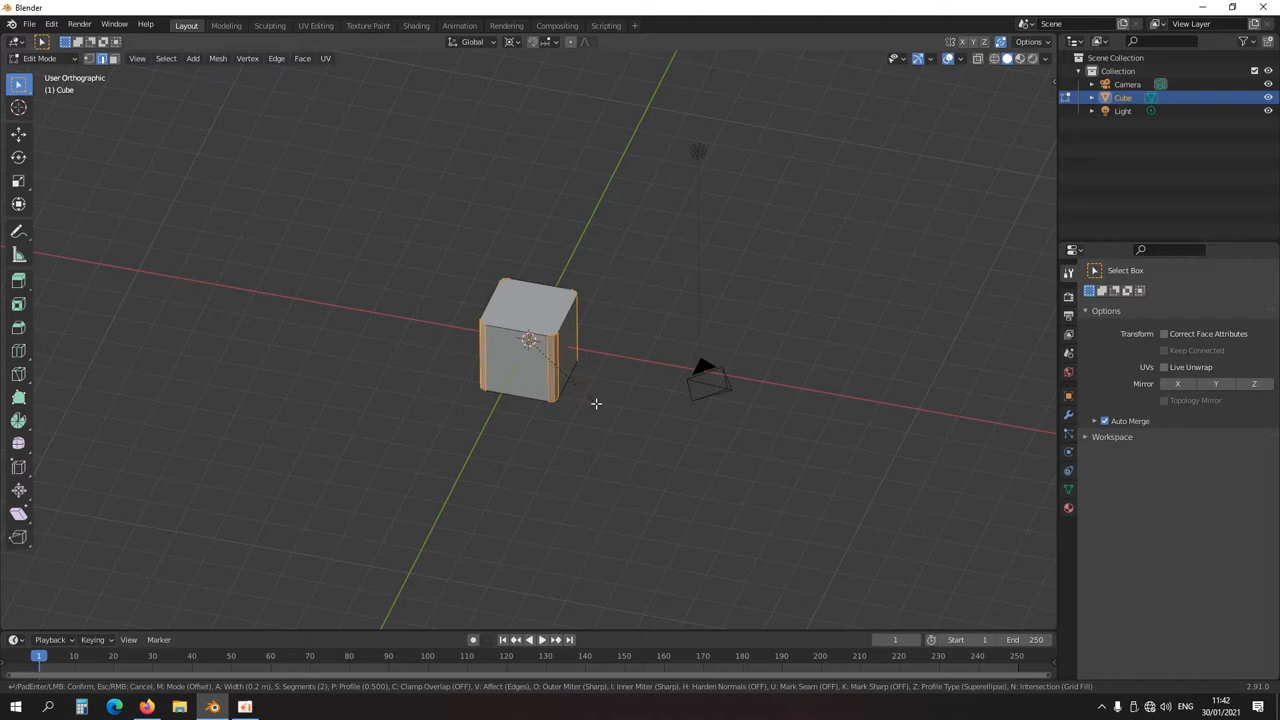 Blender
File Edit Render Window Help Layout Modeling Sculpting UV Editing Texture Paint Shading Animation Rendering Compositing Scripting + Scene View Layer
Global X Y Z Options
Edit Mode View Select Add Mesh Vertex Edge Face UV
User Orthographic
(1) Cube
Scene Collection
Collection
Camera
Cube
Light
Select Box
Options
Transform Correct Face Attributes
Keep Connected
UVs Live Unwrap
Mirror X Y Z
Topology Mirror
Auto Merge
Workspace
Playback Keying View Marker 1 Start 1 End 250
1 10 20 30 40 50 60 70 80 90 100 110 120 130 140 150 160 170 180 190 200 210 220 230 240 250
↵/PadEnter/LMB: Confirm, Esc/RMB: Cancel, M: Mode (Offset), A: Width (0.2 m), S: Segments (2), P: Profile (0.500), C: Clamp Overlap (OFF), V: Affect (Edges), O: Outer Miter (Sharp), I: Inner Miter (Sharp), H: Harden Normals (OFF), U: Mark Seam (OFF), K: Mark Sharp (OFF), Z: Profile Type (Superellipse), N: Intersection (Grid Fill) 2.91.0
ENG 11:42
30/01/2021